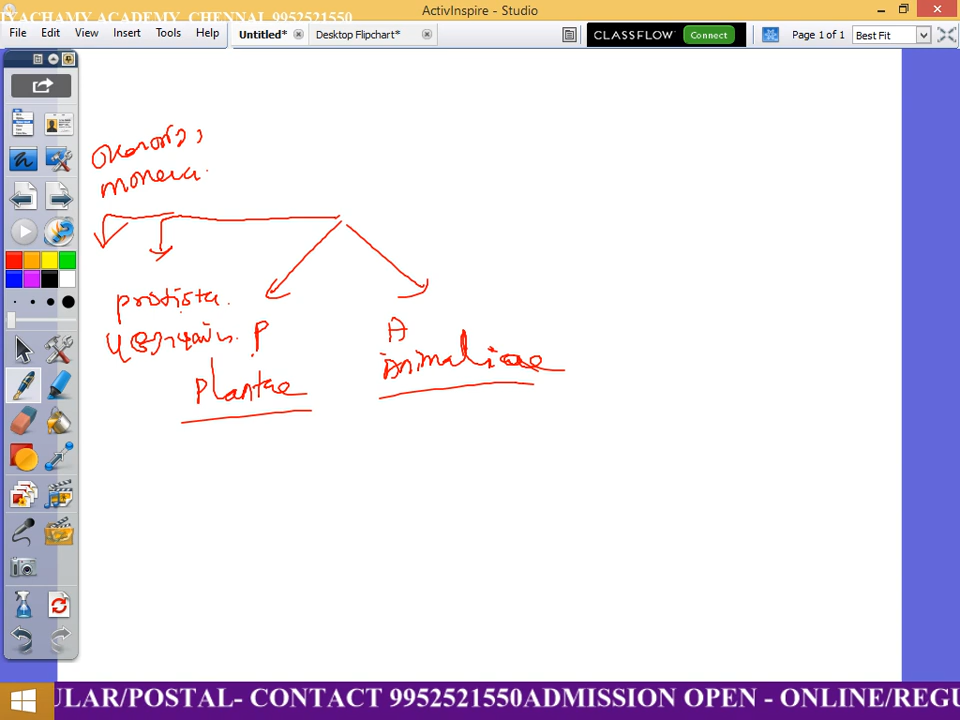 TYACHAMY ACADEMY, CHENNAI 9952521550
ActivInspire - Studio
File Edit View Insert Tools Help
Untitled* Desktop Flipchart*
CLASSFLOW Connect
Page 1 of 1 Best Fit
monera.
protista.
P
A
Plantae
Animaliae
ULAR/POSTAL- CONTACT 9952521550ADMISSION OPEN - ONLINE/REGU